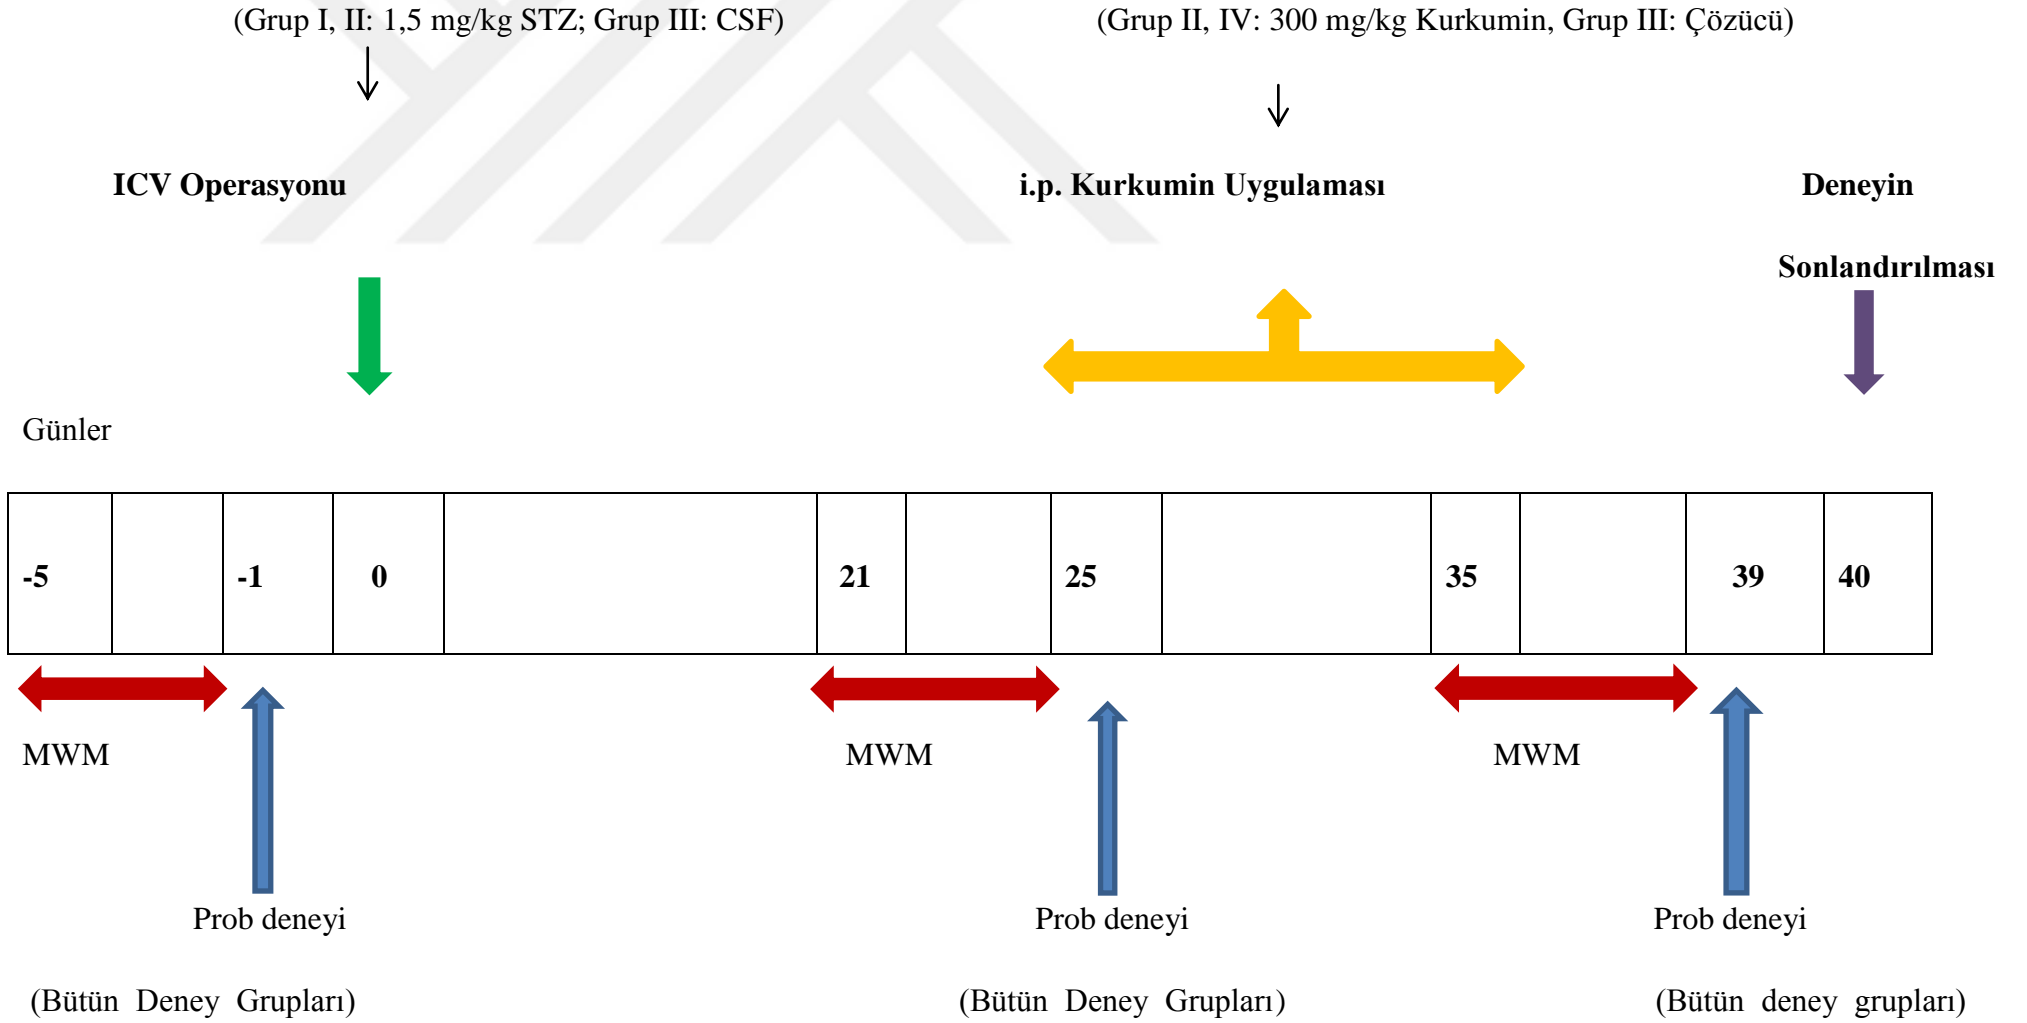 (Grup I, II: 1,5 mg/kg STZ; Grup III: CSF)
(Grup II, IV: 300 mg/kg Kurkumin, Grup III: Çözücü)
ICV Operasyonu
i.p. Kurkumin Uygulaması
Deneyin
Sonlandırılması
Günler
-5
-1
0
21
25
35
39
40
MWM
MWM
MWM
Prob deneyi
Prob deneyi
Prob deneyi
(Bütün Deney Grupları)
(Bütün Deney Grupları)
(Bütün deney grupları)